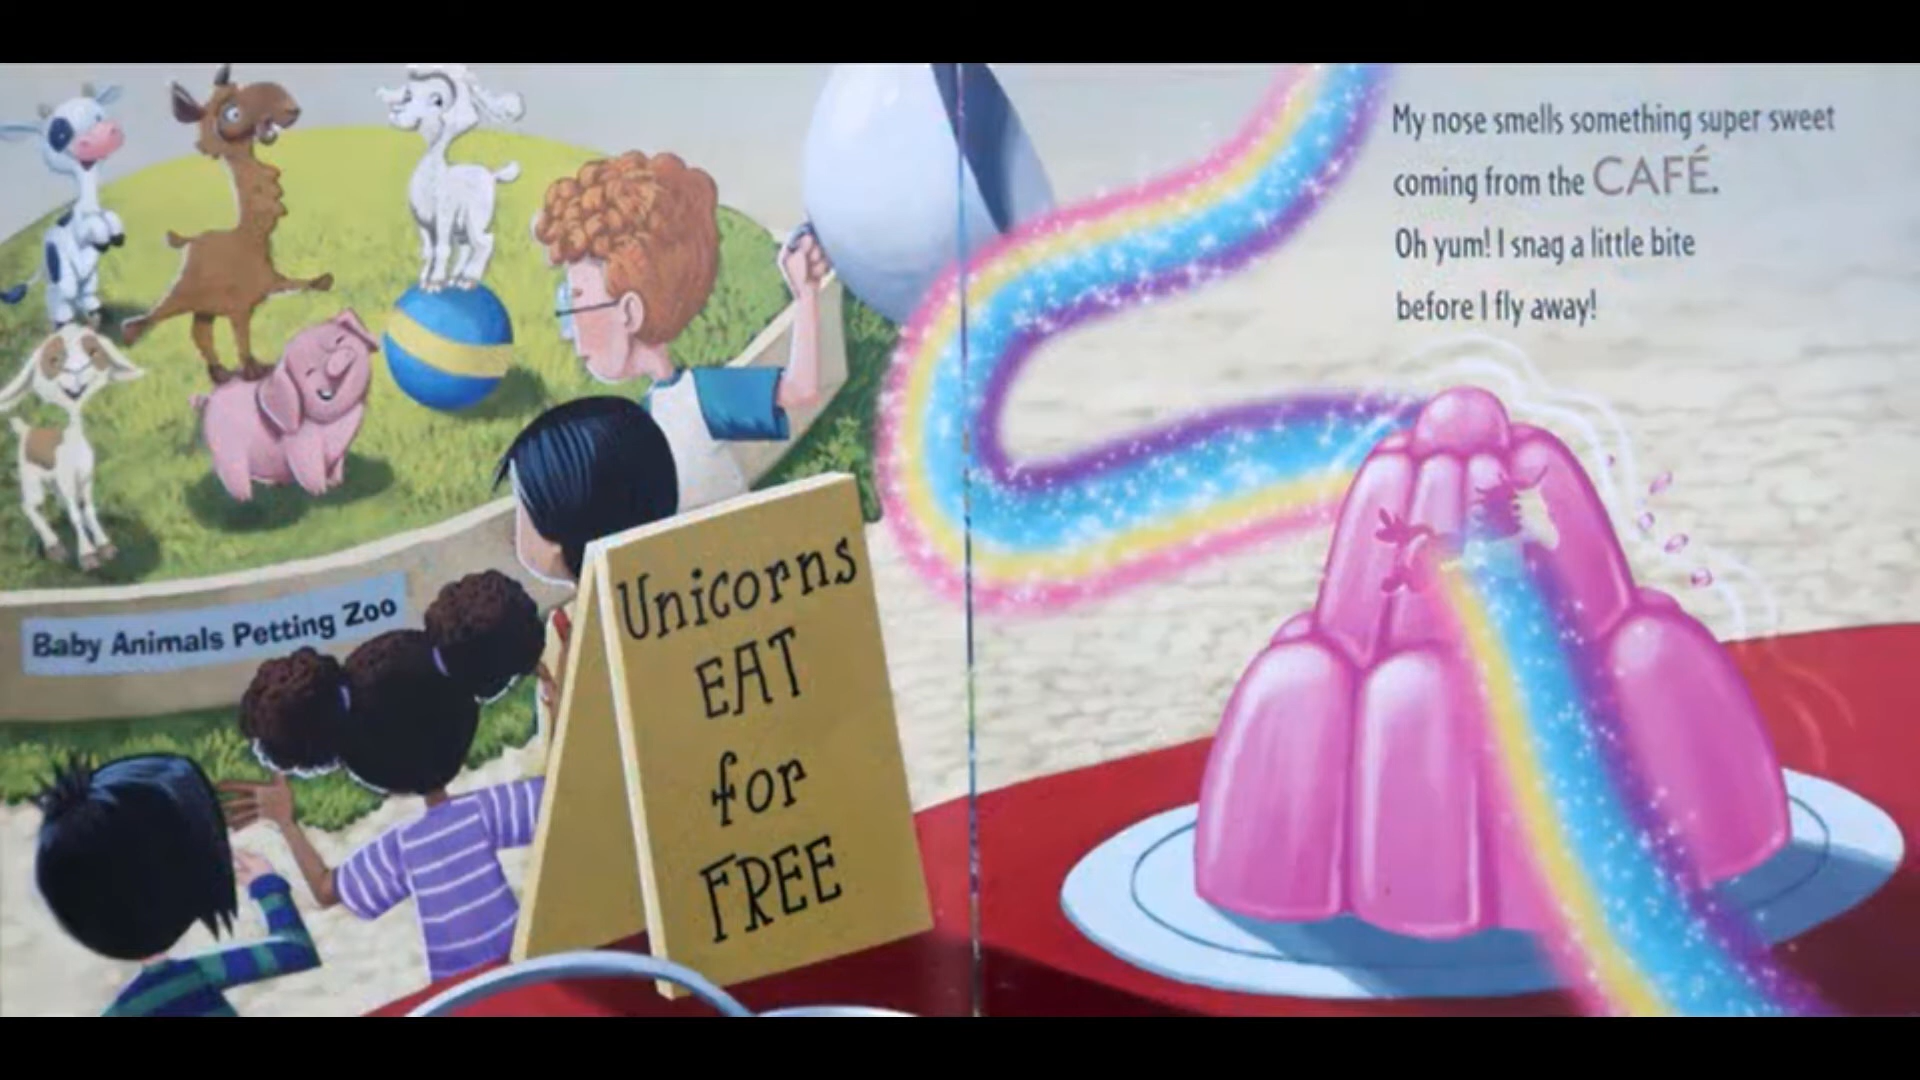 Baby Animals Petting Zoo
Unicorns
EAT
for
FREE
My nose smells something super sweet
coming from the CAFÉ.
Oh yum! I snag a little bite
before I fly away!